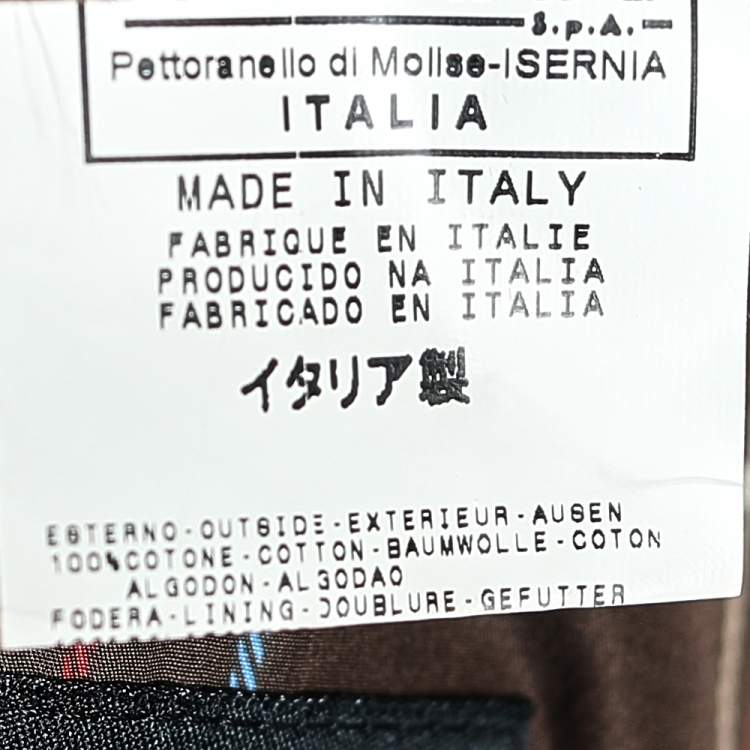 S.p.A.
Pettoranello di Molise-ISERNIA
ITALIA
MADE IN ITALY
FABRIQUE EN ITALIE
PRODUCIDO NA ITALIA
FABRICADO EN ITALIA
イタリア製
ESTERNO-OUTSIDE-EXTERIEUR-AUSEN
100%COTONE-COTTON-BAUMWOLLE-COTON
ALGODON-ALGODAO
FODERA-LINING-DOUBLURE-GEFUTTER